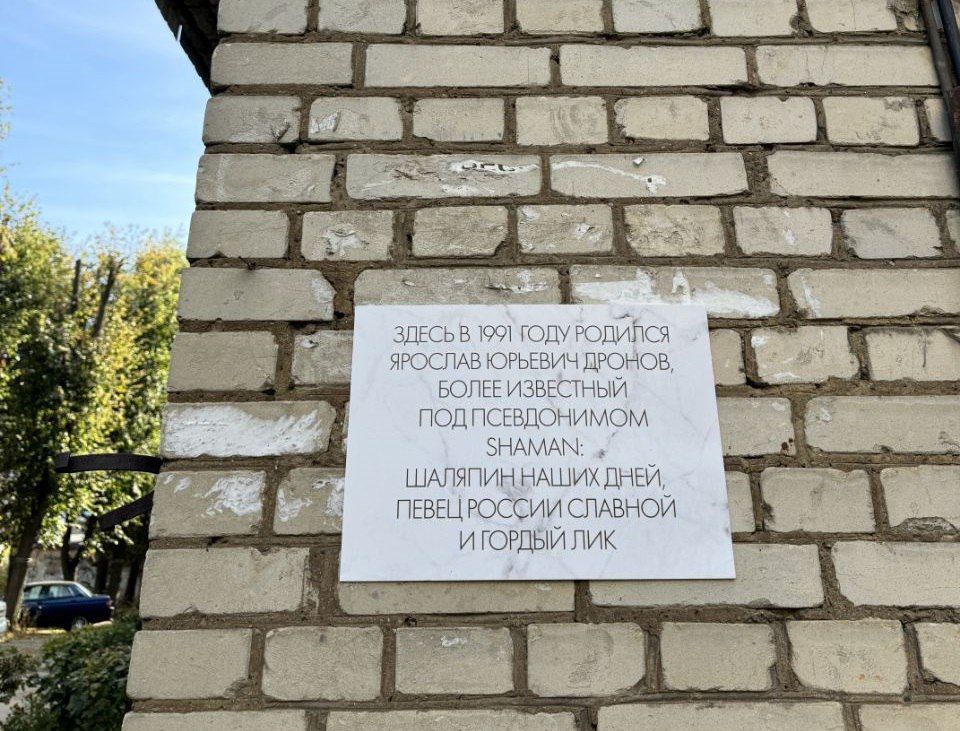 ЗДЕСЬ В 1991 ГОДУ РОДИЛСЯ
ЯРОСЛАВ ЮРЬЕВИЧ ДРОНОВ,
БОЛЕЕ ИЗВЕСТНЫЙ
ПОД ПСЕВДОНИМОМ
SHAMAN:
ШАЛЯПИН НАШИХ ДНЕЙ,
ПЕВЕЦ РОССИИ СЛАВНОЙ
И ГОРДЫЙ ЛИК